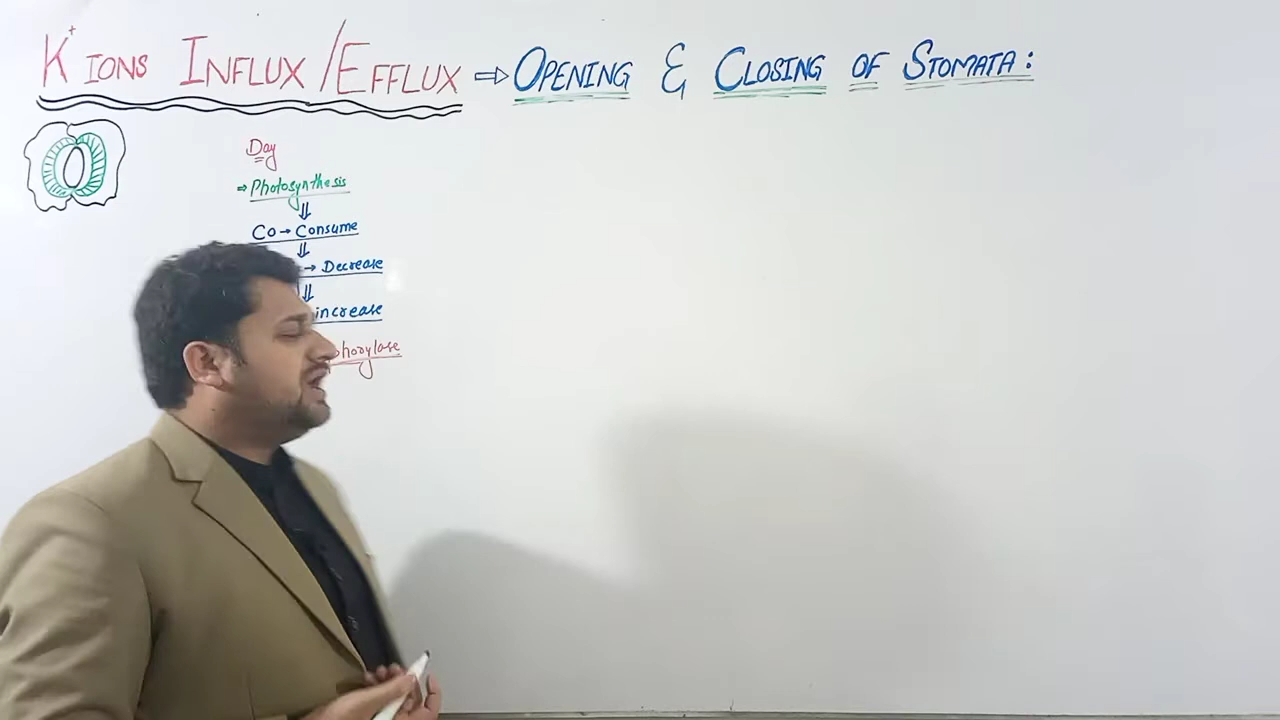 K⁺ IONS INFLUX/EFFLUX ⇒ OPENING & CLOSING OF STOMATA:
Day
⇒ Photosynthesis
⇓
Co → Consume
⇓
→ Decrease
⇓
increase